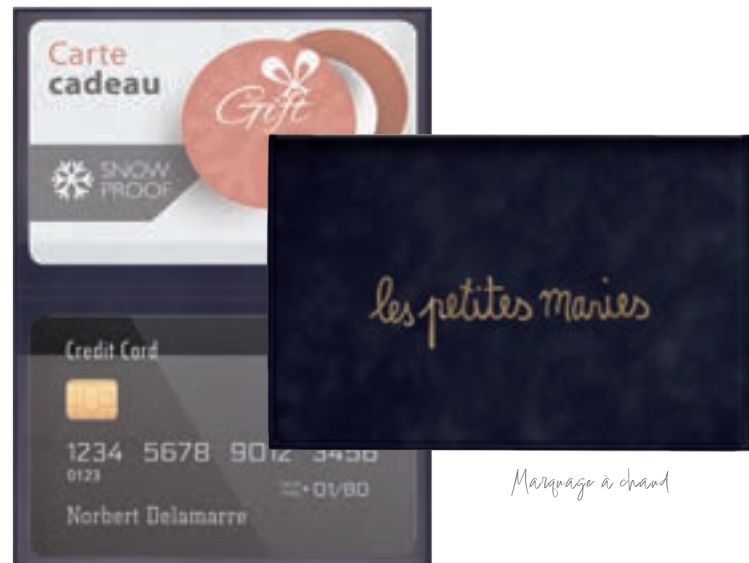 Carte
cadeau
Gift
SNOW
PROOF
les petites maries
Credit Card
1234 5678 9012 3456
0123
01/80
Norbert Delamarre
Marquage à chaud